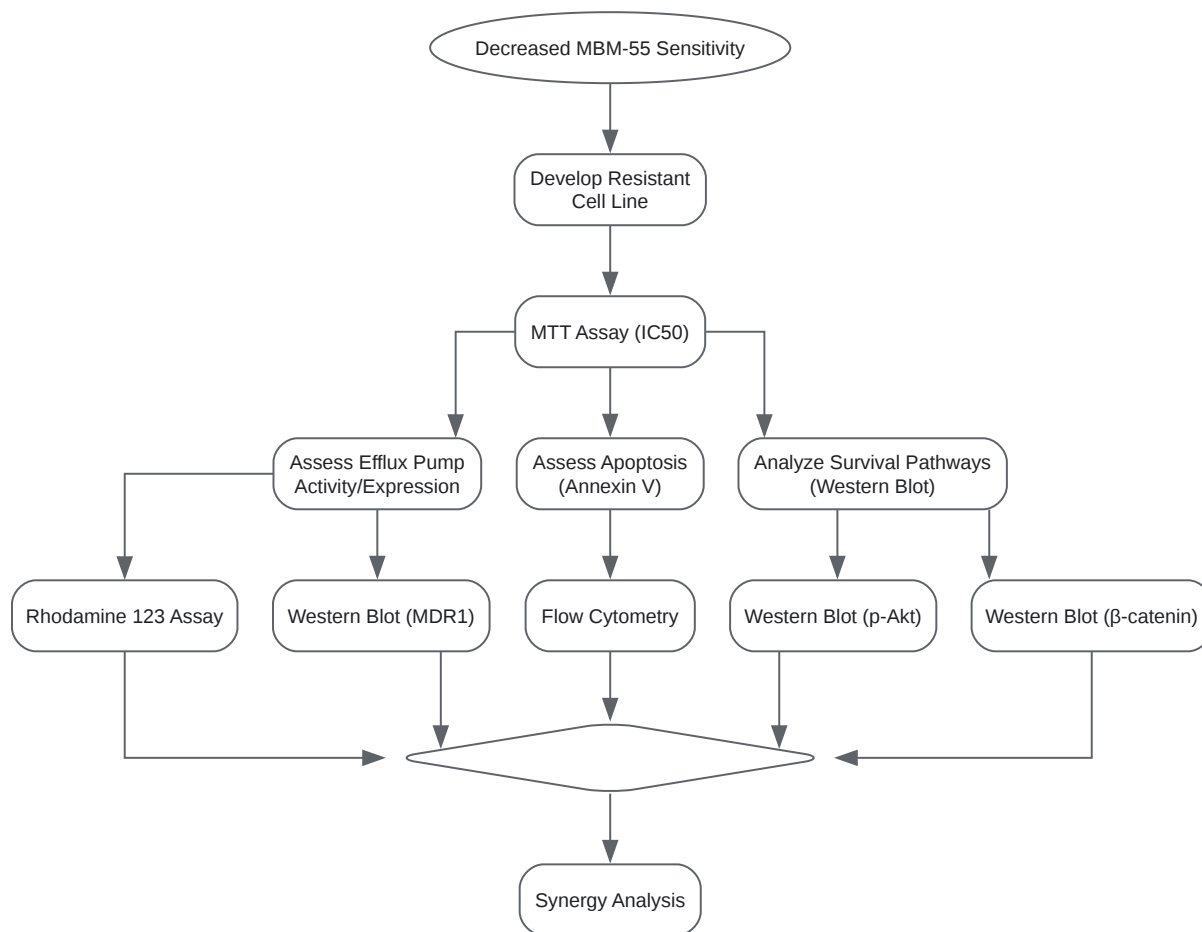 Decreased MBM-55 Sensitivity
Develop Resistant
Cell Line
MTT Assay (IC50)
Assess Efflux Pump
Activity/Expression
Assess Apoptosis
(Annexin V)
Analyze Survival Pathways
(Western Blot)
Rhodamine 123 Assay
Western Blot (MDR1)
Flow Cytometry
Western Blot (p-Akt)
Western Blot (β-catenin)
Synergy Analysis